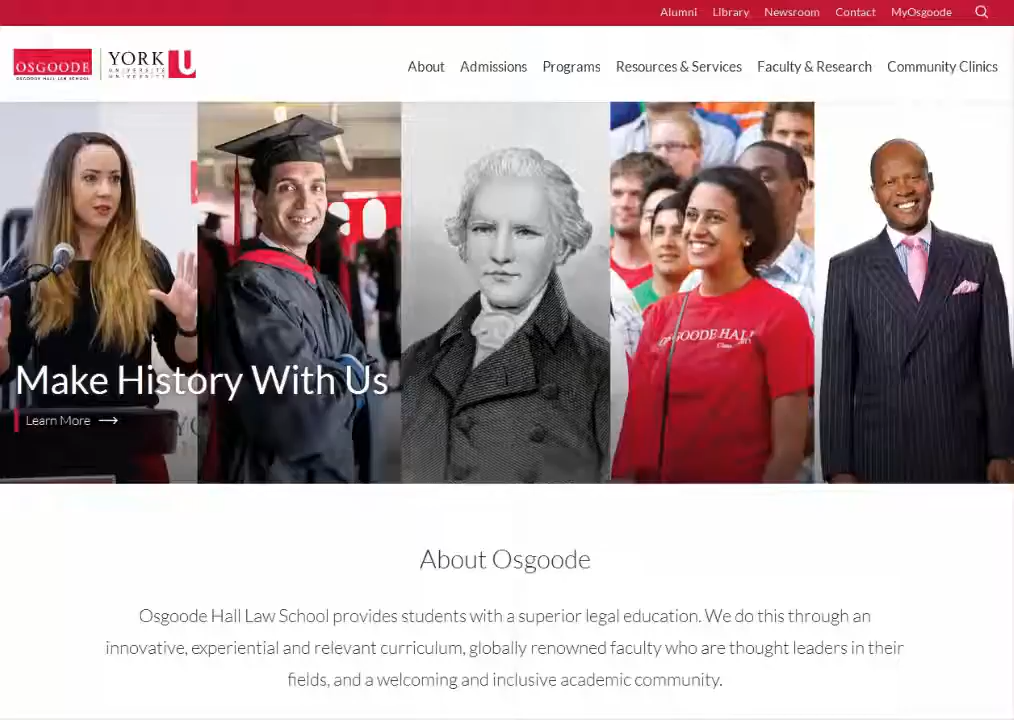 Alumni Library Newsroom Contact MyOsgoode
OSGOODE
OSGOODE HALL LAW SCHOOL
YORK
UNIVERSITÉ
UNIVERSITY
U
About Admissions Programs Resources & Services Faculty & Research Community Clinics
OSGOODE HALL
Class
Make History With Us
Learn More
About Osgoode
Osgoode Hall Law School provides students with a superior legal education. We do this through an
innovative, experiential and relevant curriculum, globally renowned faculty who are thought leaders in their
fields, and a welcoming and inclusive academic community.